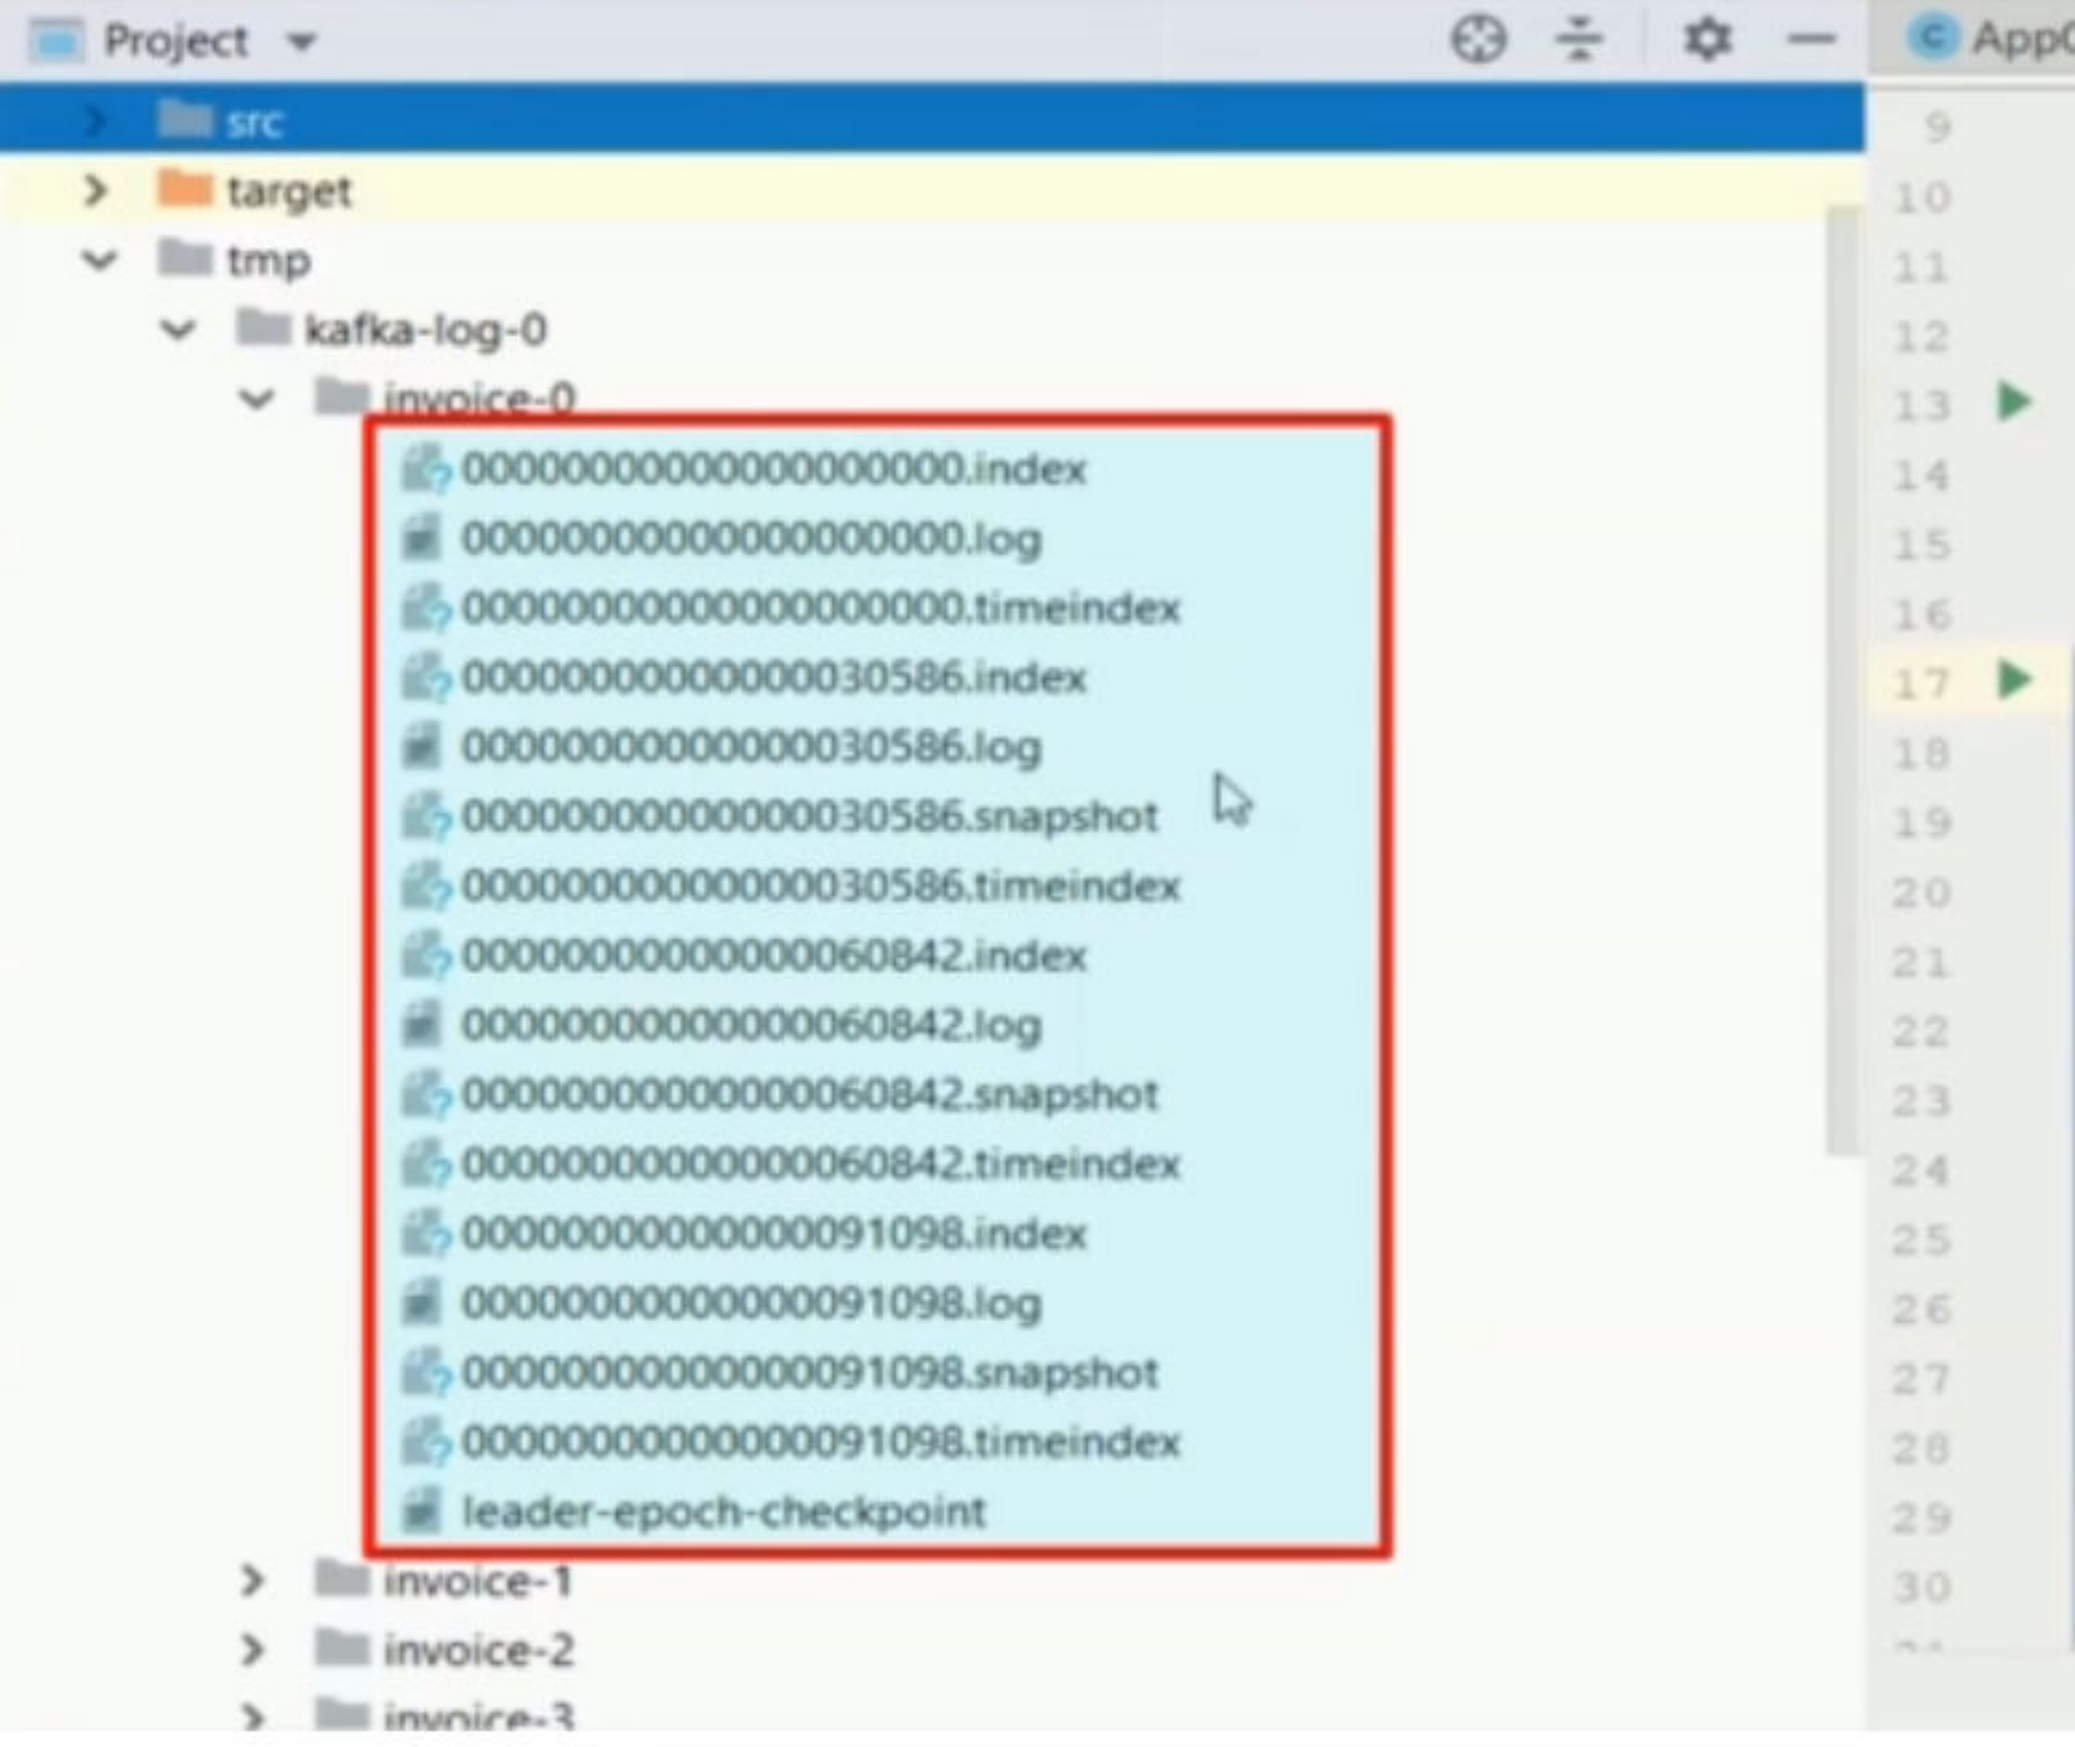 Project
src
target
tmp
kafka-log-0
invoice-0
00000000000000000000.index
00000000000000000000.log
00000000000000000000.timeindex
00000000000000030586.index
00000000000000030586.log
00000000000000030586.snapshot
00000000000000030586.timeindex
00000000000000060842.index
00000000000000060842.log
00000000000000060842.snapshot
00000000000000060842.timeindex
00000000000000091098.index
00000000000000091098.log
00000000000000091098.snapshot
00000000000000091098.timeindex
leader-epoch-checkpoint
invoice-1
invoice-2
invoice-3
C
9
10
11
12
13
14
15
16
17
18
19
20
21
22
23
24
25
26
27
28
29
30